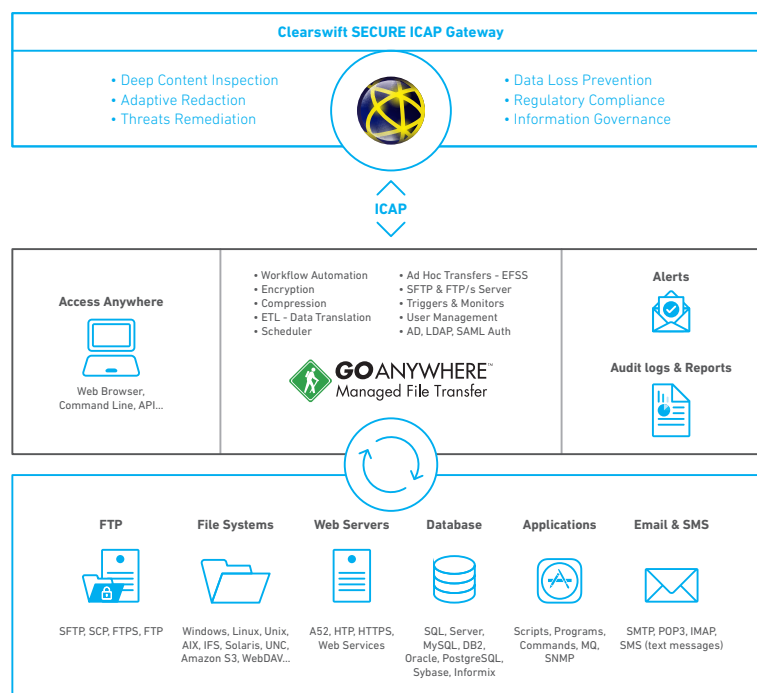 Clearswift SECURE ICAP Gateway
• Deep Content Inspection
• Adaptive Redaction
• Threats Remediation
• Data Loss Prevention
• Regulatory Compliance
• Information Governance
ICAP
Access Anywhere
Web Browser,
Command Line, API...
• Workflow Automation
• Encryption
• Compression
• ETL - Data Translation
• Scheduler
• Ad Hoc Transfers - EFSS
• SFTP & FTP/s Server
• Triggers & Monitors
• User Management
• AD, LDAP, SAML Auth
GOANYWHERE™
Managed File Transfer
Alerts
Audit logs & Reports
FTP
SFTP, SCP, FTPS, FTP
File Systems
Windows, Linux, Unix,
AIX, IFS, Solaris, UNC,
Amazon S3, WebDAV...
Web Servers
A52, HTP, HTTPS,
Web Services
Database
SQL, Server,
MySQL, DB2,
Oracle, PostgreSQL,
Sybase, Informix
Applications
Scripts, Programs,
Commands, MQ,
SNMP
Email & SMS
SMTP, POP3, IMAP,
SMS (text messages)